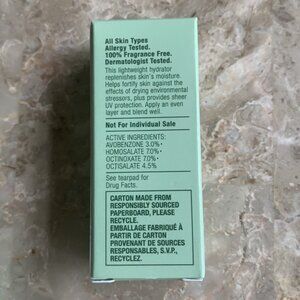 All Skin Types
Allergy Tested.
100% Fragrance Free.
Dermatologist Tested.
This lightweight hydrator
replenishes skin's moisture.
Helps fortify skin against the
effects of drying environmental
stressors, plus provides sheer
UV protection. Apply an even
layer and blend well.
Not For Individual Sale
ACTIVE INGREDIENTS:
AVOBENZONE 3.0% •
HOMOSALATE 7.0% •
OCTINOXATE 7.0% •
OCTISALATE 4.5%
See tearpad for
Drug Facts.
CARTON MADE FROM
RESPONSIBLY SOURCED
PAPERBOARD, PLEASE
RECYCLE.
EMBALLAGE FABRIQUÉ À
PARTIR DE CARTON
PROVENANT DE SOURCES
RESPONSABLES, S.V.P.,
RECYCLEZ.